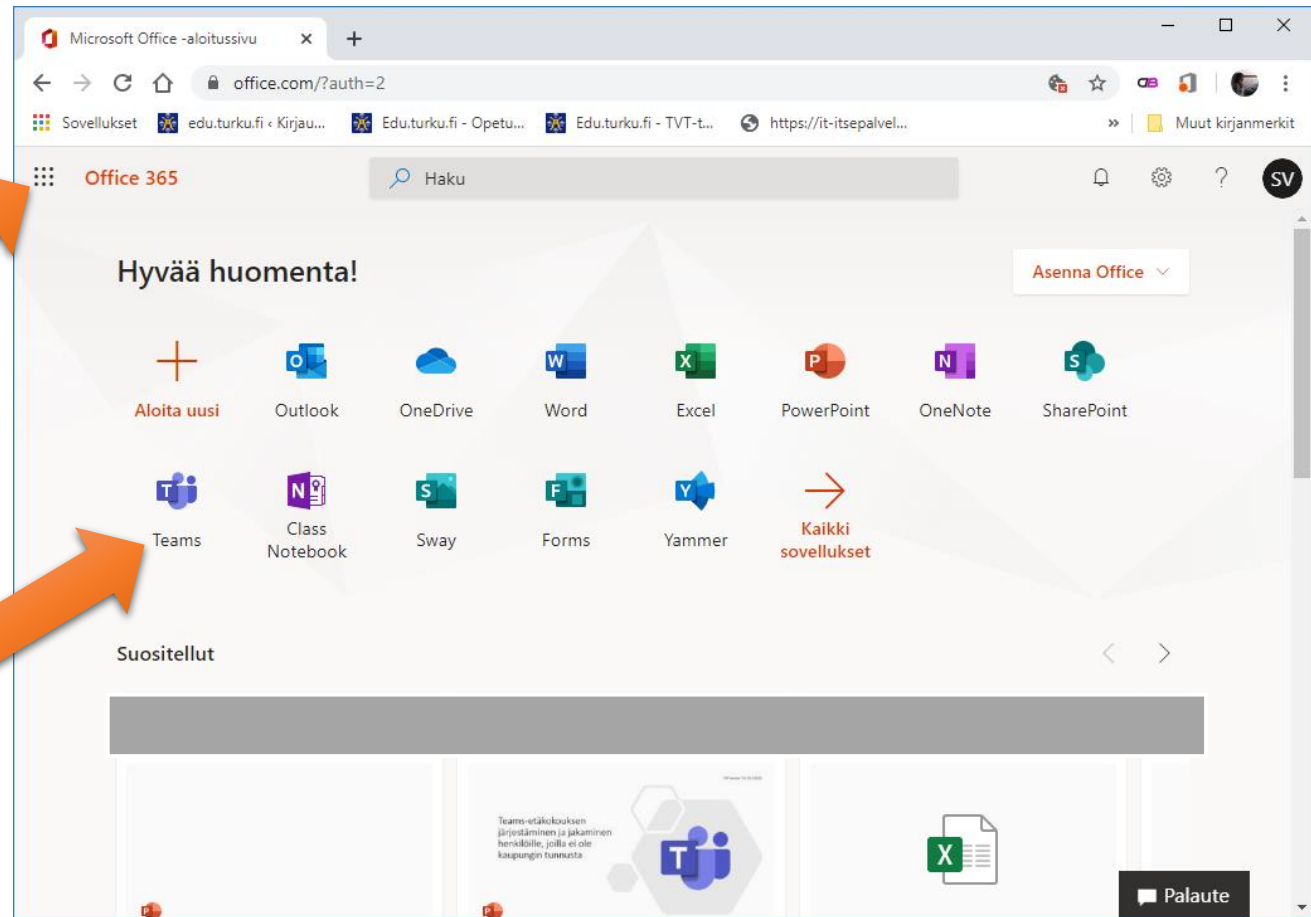 Microsoft Office -aloitussivu
office.com/?auth=2
Sovellukset edu.turku.fi ‹ Kirjau... Edu.turku.fi - Opetu... Edu.turku.fi - TVT-t... https://it-itsepalvel... » Muut kirjanmerkit
Office 365 Haku ? SV
Hyvää huomenta! Asenna Office
Aloita uusi Outlook OneDrive Word Excel PowerPoint OneNote SharePoint
Teams Class Notebook Sway Forms Yammer Kaikki sovellukset
Suositellut
Teams-etäkokouksen
järjestäminen ja jakaminen
henkilöille, joilla ei ole
kaupungin tunnusta
Palaute